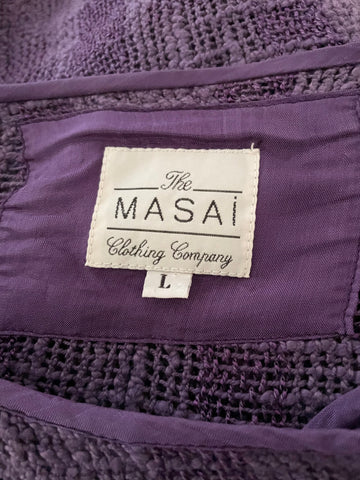 The
MASAi
Clothing Company
L